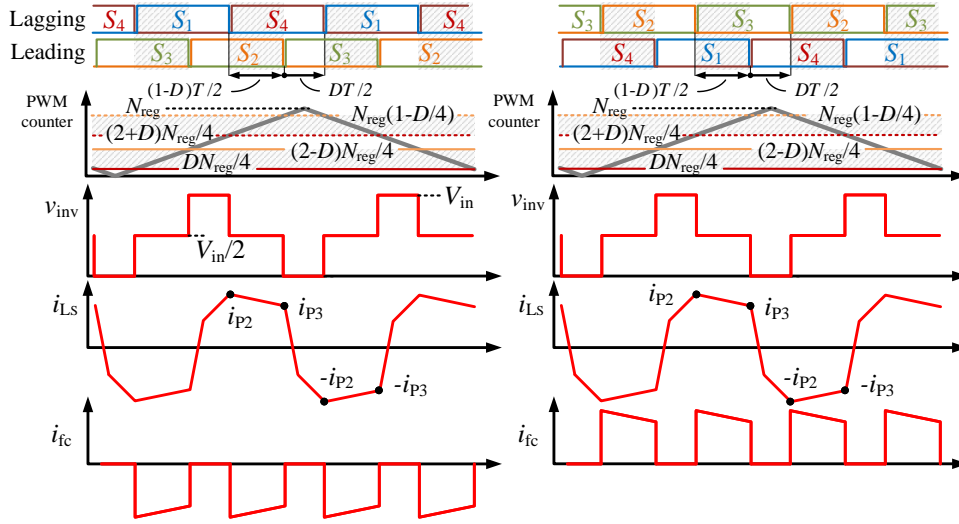 Lagging S4 S1 S4 S1 S4
Leading S3 S2 S3 S2
(1-D)T/2 DT/2
PWM counter
Nreg Nreg(1-D/4)
(2+D)Nreg/4
(2-D)Nreg/4
DNreg/4
vinv Vin
Vin/2
iLs iP2 iP3
-iP2 -iP3
ifc
S3 S2 S3 S2 S3
S4 S1 S4 S1
(1-D)T/2 DT/2
PWM counter
Nreg Nreg(1-D/4)
(2+D)Nreg/4
(2-D)Nreg/4
DNreg/4
vinv
iLs iP2 iP3
-iP2 -iP3
ifc